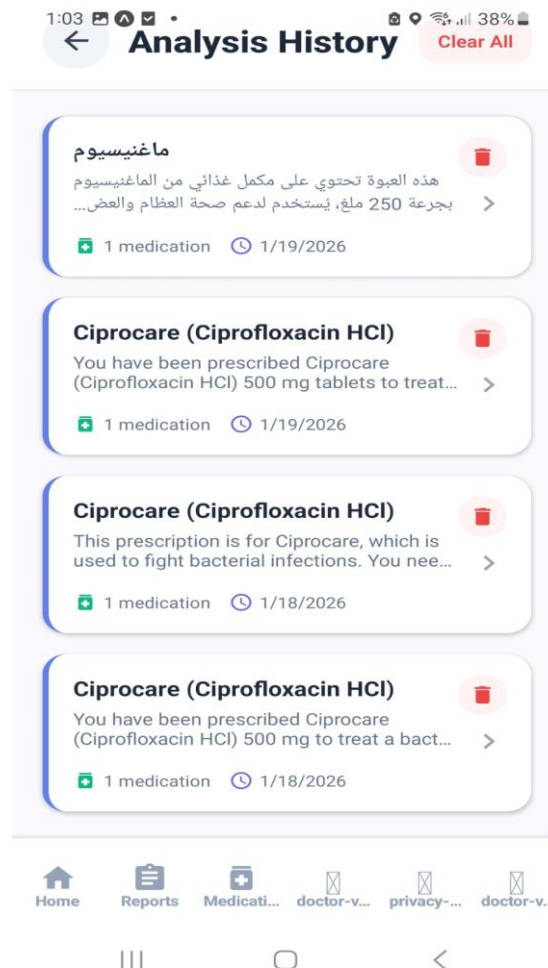 1:03
38%
Analysis History
Clear All
ماغنيسيوم
هذه العبوة تحتوي على مكمل غذائي من الماغنيسيوم
بجرعة 250 ملغ، يُستخدم لدعم صحة العظام والعض...
1 medication 1/19/2026
Ciprocare (Ciprofloxacin HCl)
You have been prescribed Ciprocare
(Ciprofloxacin HCl) 500 mg tablets to treat...
1 medication 1/19/2026
Ciprocare (Ciprofloxacin HCl)
This prescription is for Ciprocare, which is
used to fight bacterial infections. You nee...
1 medication 1/18/2026
Ciprocare (Ciprofloxacin HCl)
You have been prescribed Ciprocare
(Ciprofloxacin HCl) 500 mg to treat a bact...
1 medication 1/18/2026
Home Reports Medicati... doctor-v... privacy-... doctor-v...